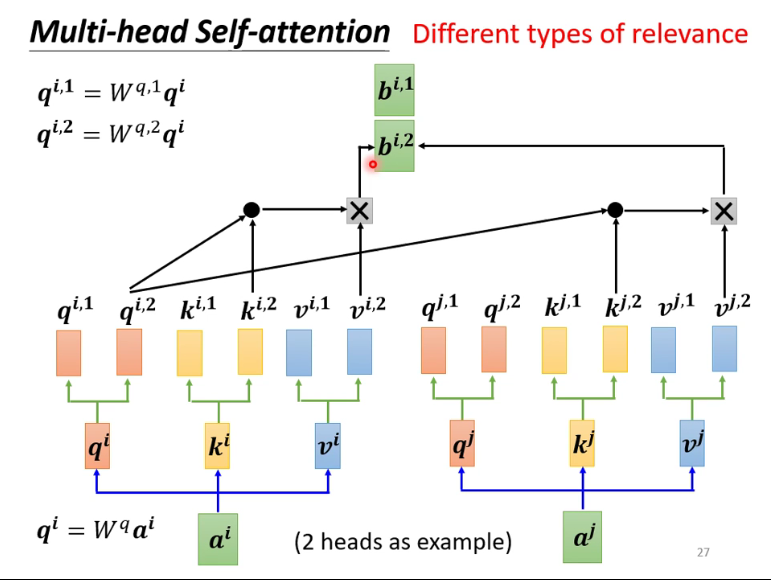 Multi-head Self-attention Different types of relevance
q^{i,1} = W^{q,1}q^i
q^{i,2} = W^{q,2}q^i
b^{i,1}
b^{i,2}
q^{i,1} q^{i,2} k^{i,1} k^{i,2} v^{i,1} v^{i,2} q^{j,1} q^{j,2} k^{j,1} k^{j,2} v^{j,1} v^{j,2}
q^i k^i v^i q^j k^j v^j
q^i = W^q a^i
a^i (2 heads as example) a^j
27